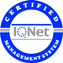 CERTIFIED
IQNet
MANAGEMENT SYSTEM